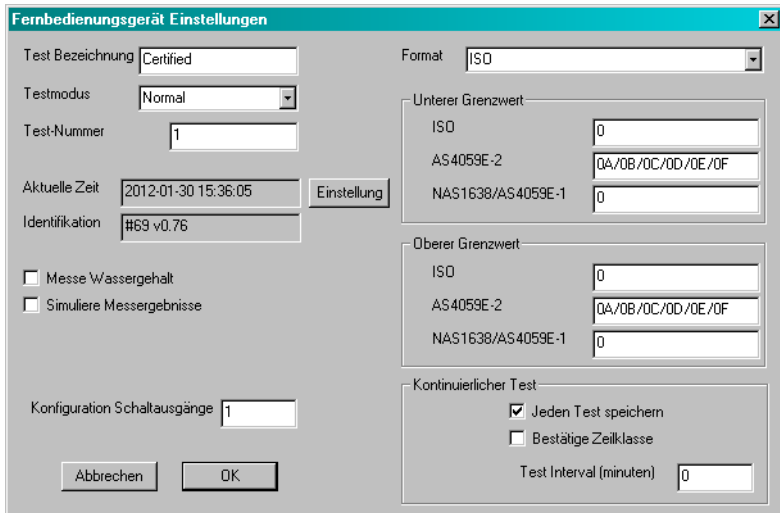 Fernbedienungsgerät Einstellungen
Test Bezeichnung Certified
Testmodus Normal
Test-Nummer 1
Aktuelle Zeit 2012-01-30 15:36:05 Einstellung
Identifikation #69 v0.76
Messe Wassergehalt
Simuliere Messergebnisse
Konfiguration Schaltausgänge 1
Abbrechen OK
Format ISO
Unterer Grenzwert
ISO 0
AS4059E-2 0A/0B/0C/0D/0E/0F
NAS1638/AS4059E-1 0
Oberer Grenzwert
ISO 0
AS4059E-2 0A/0B/0C/0D/0E/0F
NAS1638/AS4059E-1 0
Kontinuierlicher Test
Jeden Test speichern
Bestätige Zeilklasse
Test Interval (minuten) 0